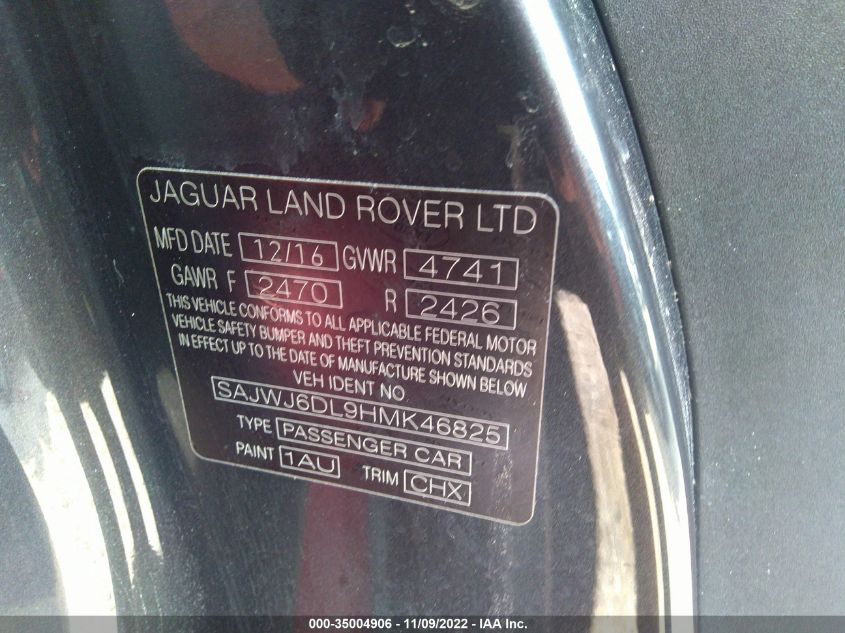 JAGUAR LAND ROVER LTD
MFD DATE 12/16 GVWR 4741
GAWR F 2470 R 2426
THIS VEHICLE CONFORMS TO ALL APPLICABLE FEDERAL MOTOR
VEHICLE SAFETY BUMPER AND THEFT PREVENTION STANDARDS
IN EFFECT UP TO THE DATE OF MANUFACTURE SHOWN BELOW
VEH IDENT NO
SAJWJ6DL9HMK46825
TYPE PASSENGER CAR
PAINT 1AU TRIM CHX
000-35004906 - 11/09/2022 - IAA Inc.